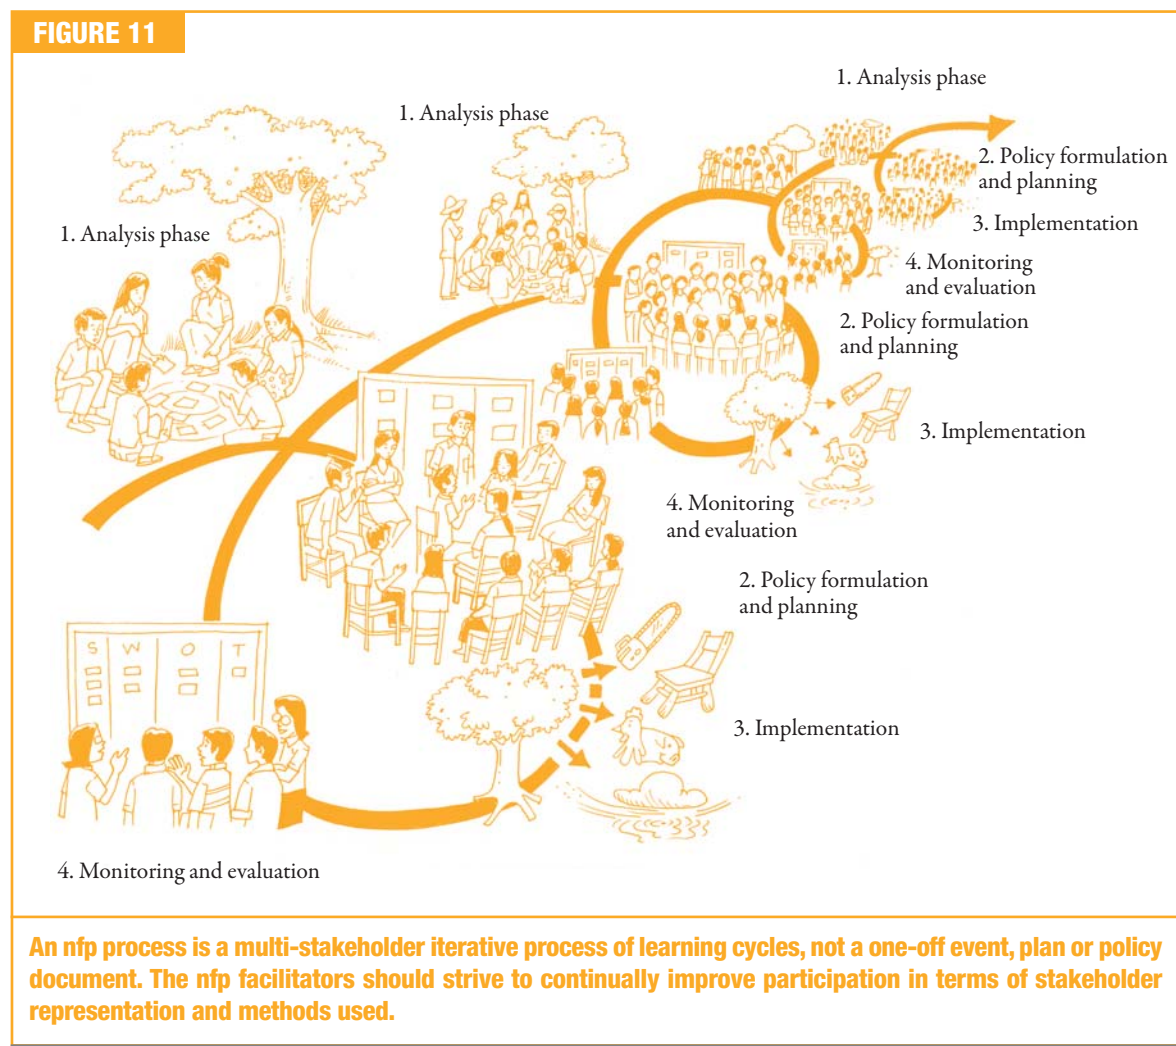 FIGURE 11
1. Analysis phase
1. Analysis phase
1. Analysis phase
2. Policy formulation
and planning
3. Implementation
4. Monitoring
and evaluation
2. Policy formulation
and planning
3. Implementation
4. Monitoring
and evaluation
2. Policy formulation
and planning
S W O T
3. Implementation
4. Monitoring and evaluation
An nfp process is a multi-stakeholder iterative process of learning cycles, not a one-off event, plan or policy
document. The nfp facilitators should strive to continually improve participation in terms of stakeholder
representation and methods used.